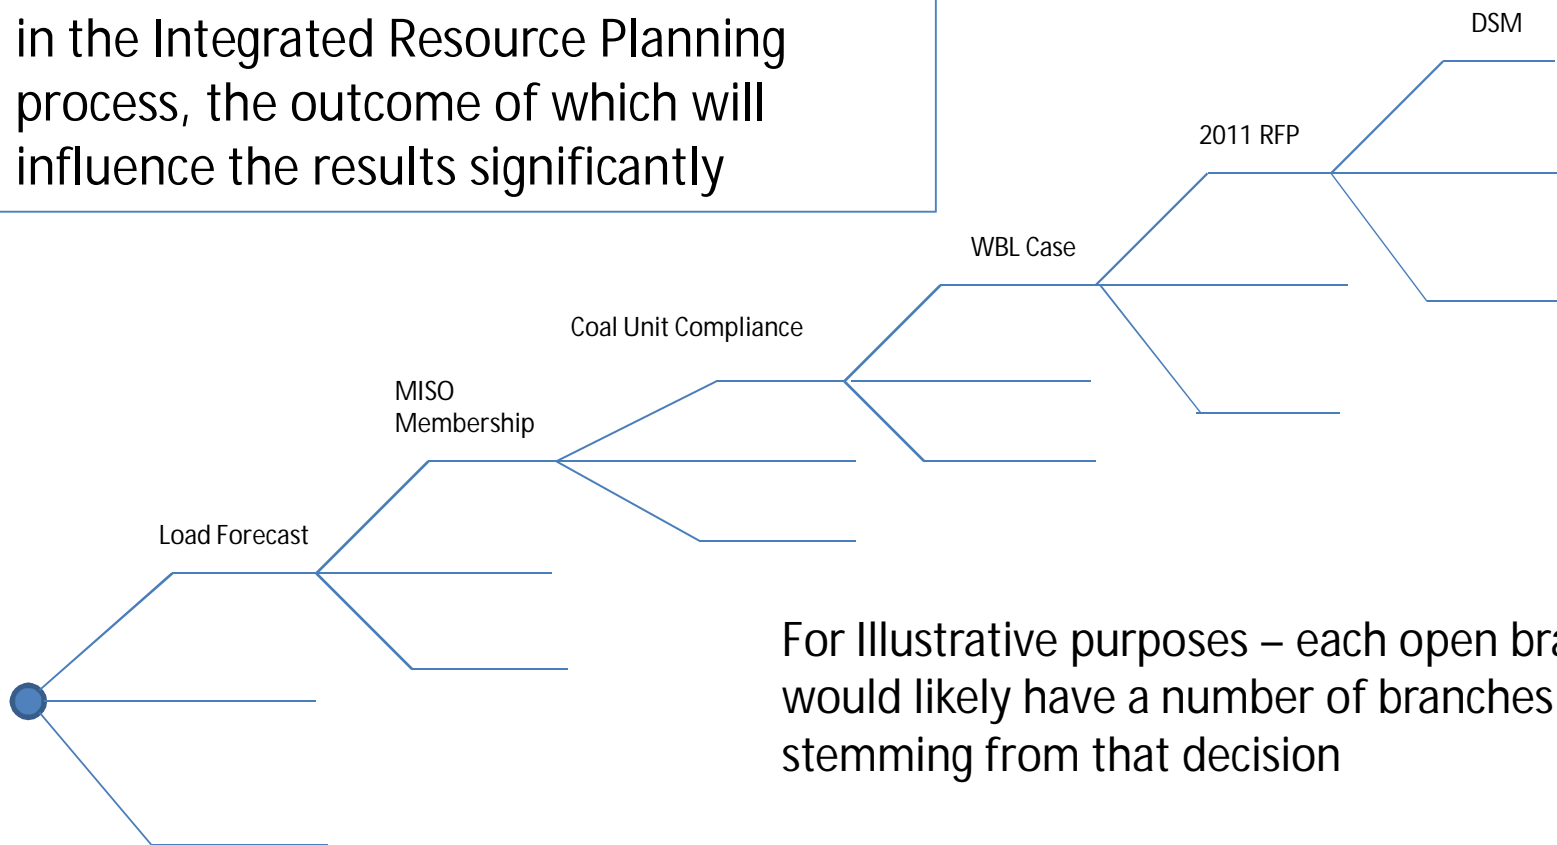 in the Integrated Resource Planning
process, the outcome of which will
influence the results significantly
DSM
2011 RFP
WBL Case
Coal Unit Compliance
MISO
Membership
Load Forecast
For Illustrative purposes – each open
would likely have a number of branches
stemming from that decision